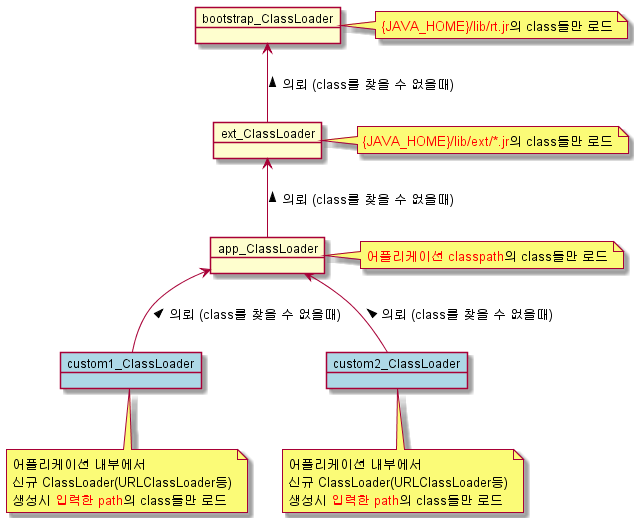 bootstrap_ClassLoader
{JAVA_HOME}/lib/rt.jr의 class들만 로드
의뢰 (class를 찾을 수 없을때)
ext_ClassLoader
{JAVA_HOME}/lib/ext/*.jr의 class들만 로드
의뢰 (class를 찾을 수 없을때)
app_ClassLoader
어플리케이션 classpath의 class들만 로드
의뢰 (class를 찾을 수 없을때)
의뢰 (class를 찾을 수 없을때)
custom1_ClassLoader
custom2_ClassLoader
어플리케이션 내부에서
신규 ClassLoader(URLClassLoader등)
생성시 입력한 path의 class들만 로드
어플리케이션 내부에서
신규 ClassLoader(URLClassLoader등)
생성시 입력한 path의 class들만 로드